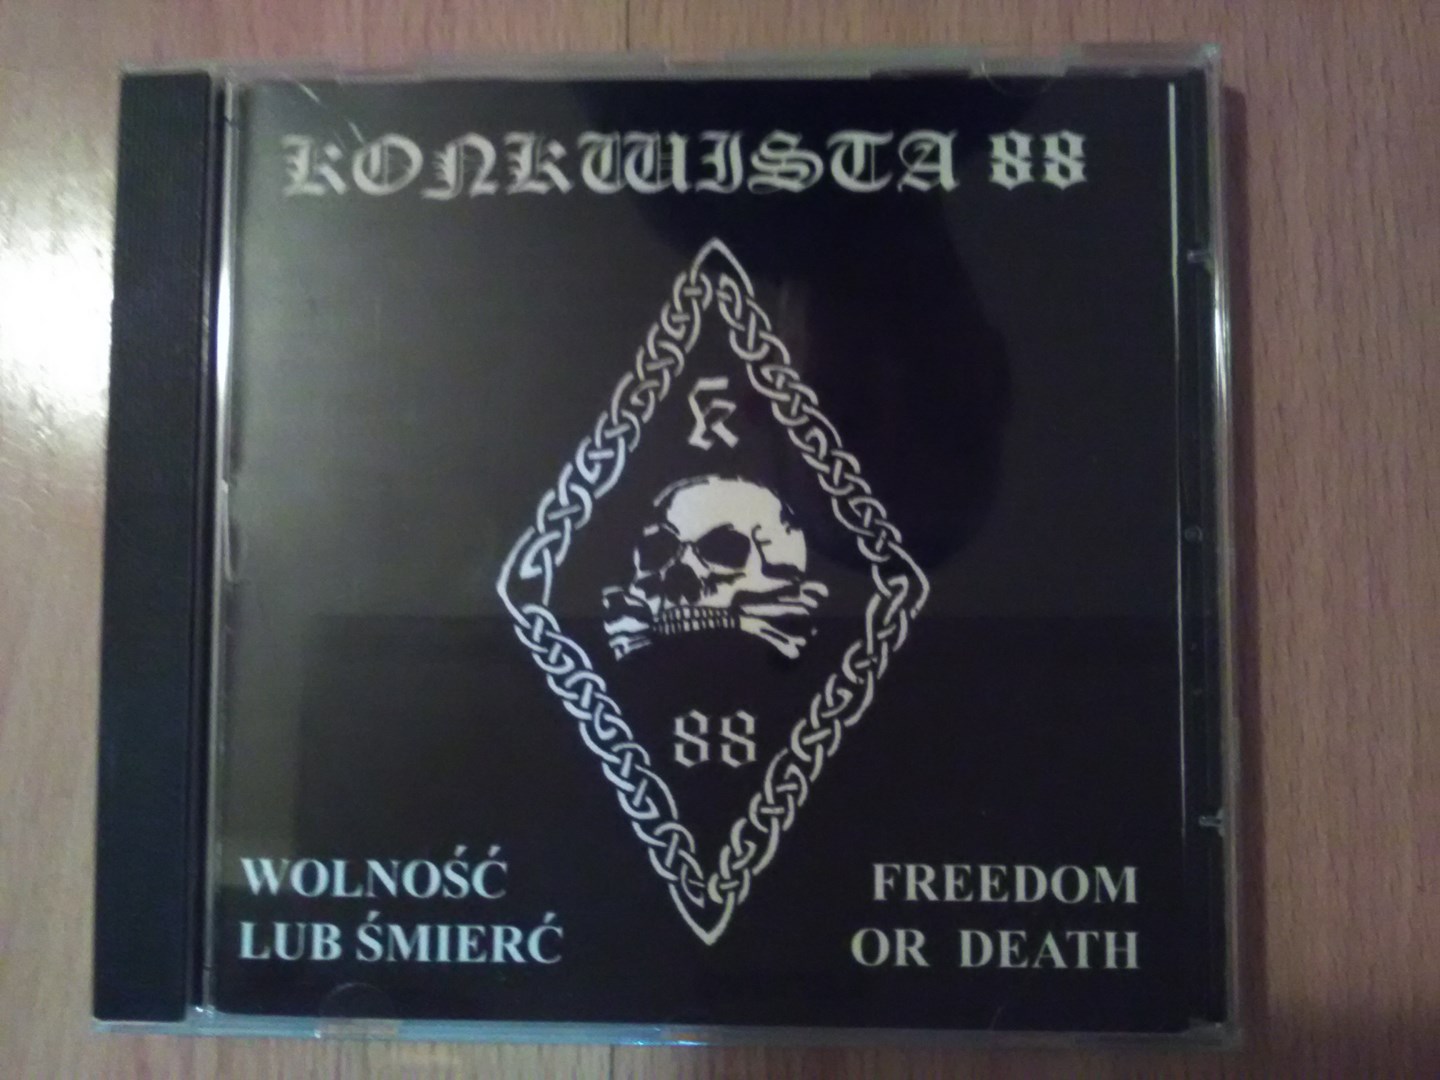 KONKWISTA 88
K
88
WOLNOŚĆ
LUB ŚMIERĆ
FREEDOM
OR DEATH